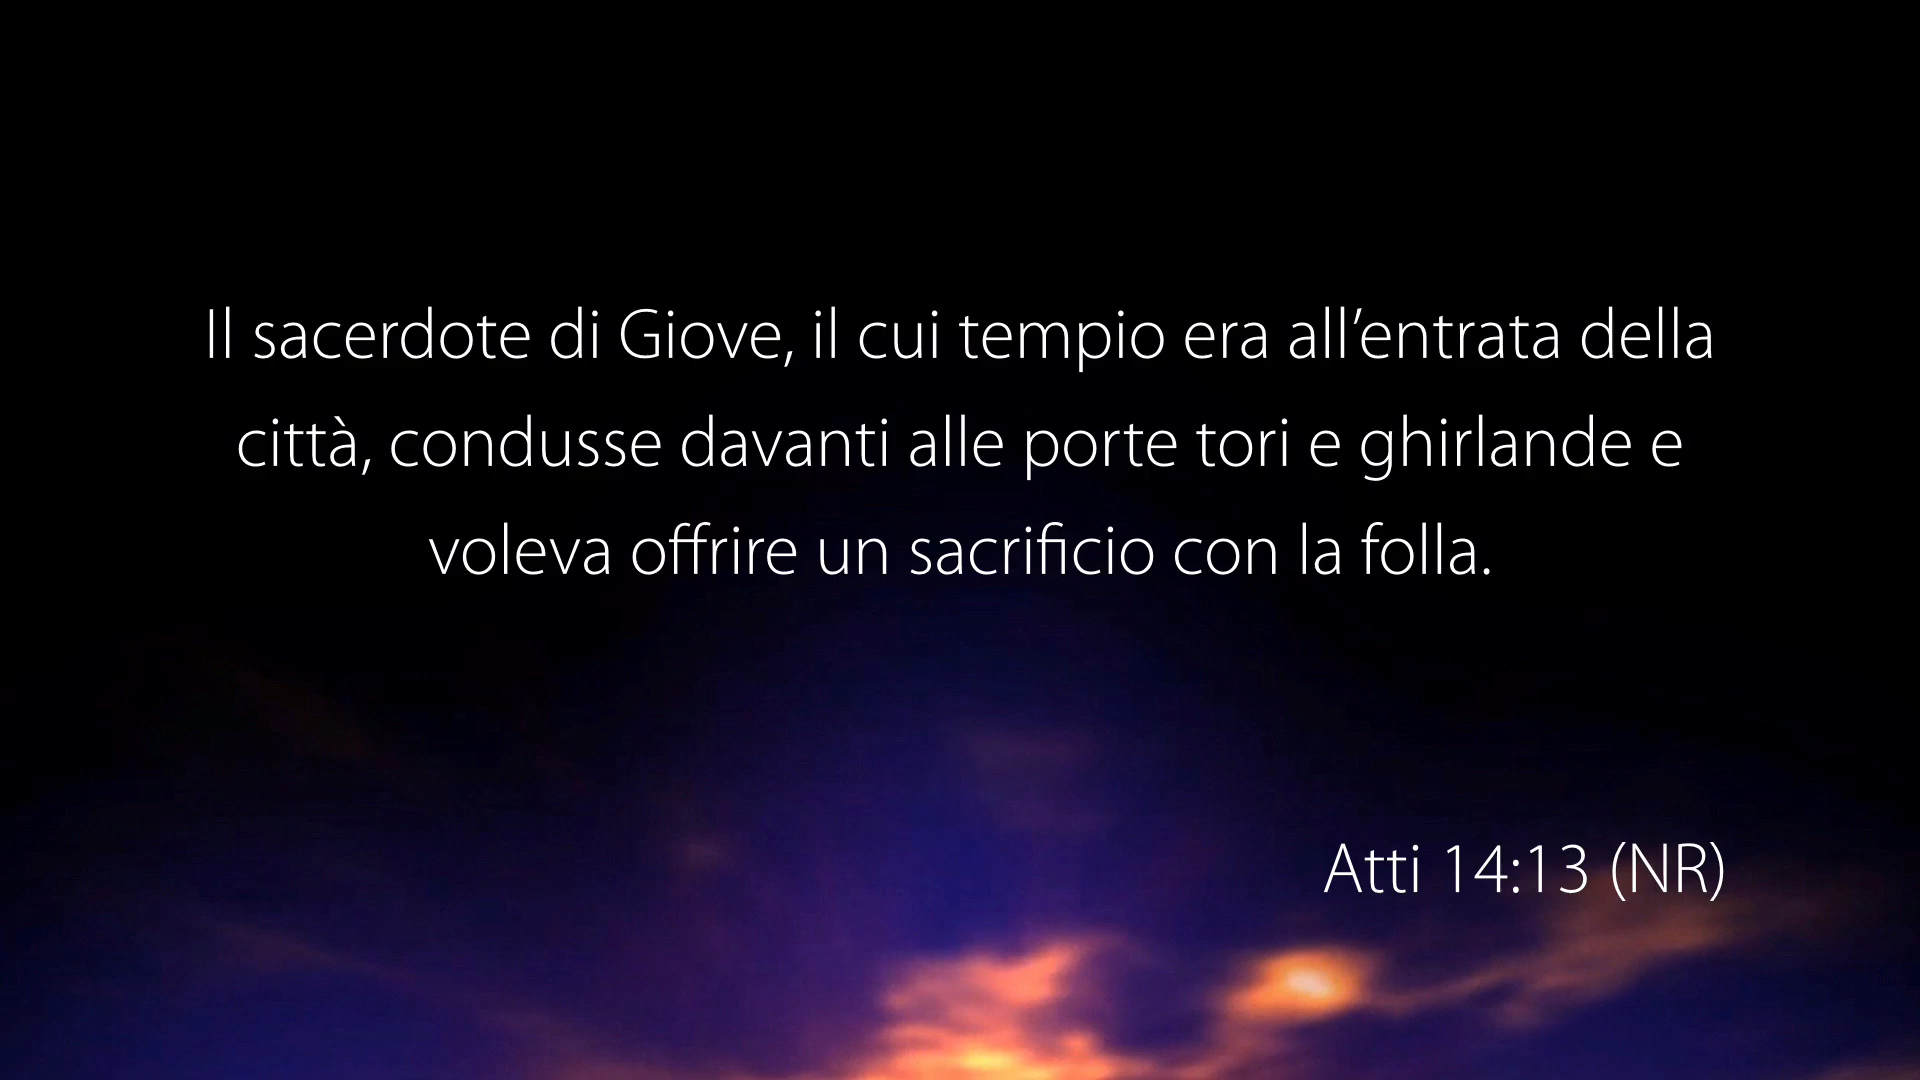 Il sacerdote di Giove, il cui tempio era all’entrata della
città, condusse davanti alle porte tori e ghirlande e
voleva offrire un sacrificio con la folla.
Atti 14:13 (NR)